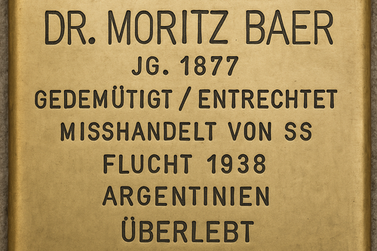 DR. MORITZ BAER
JG. 1877
GEDEMÜTIGT / ENTRECHTET
MISSHANDELT VON SS
FLUCHT 1938
ARGENTINIEN
ÜBERLEBT